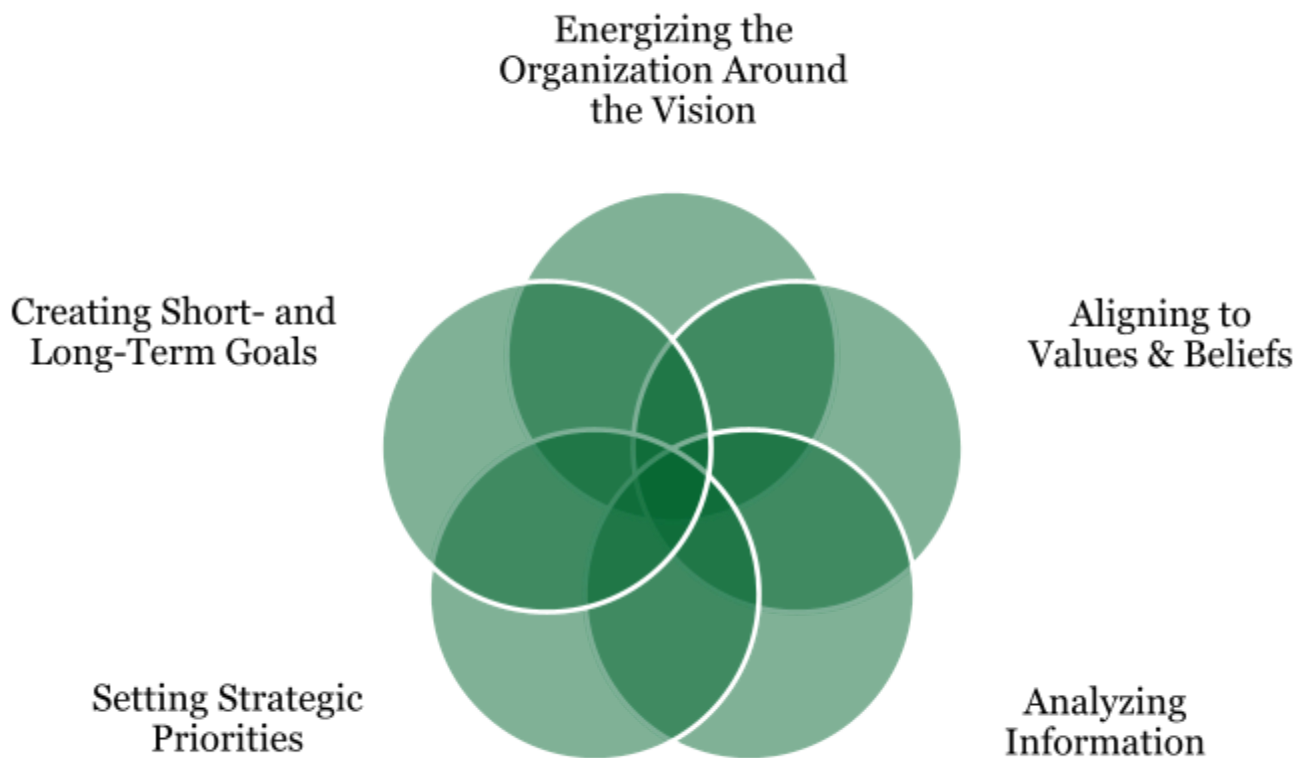 Energizing the
Organization Around
the Vision
Creating Short- and
Long-Term Goals
Aligning to
Values & Beliefs
Setting Strategic
Priorities
Analyzing
Information